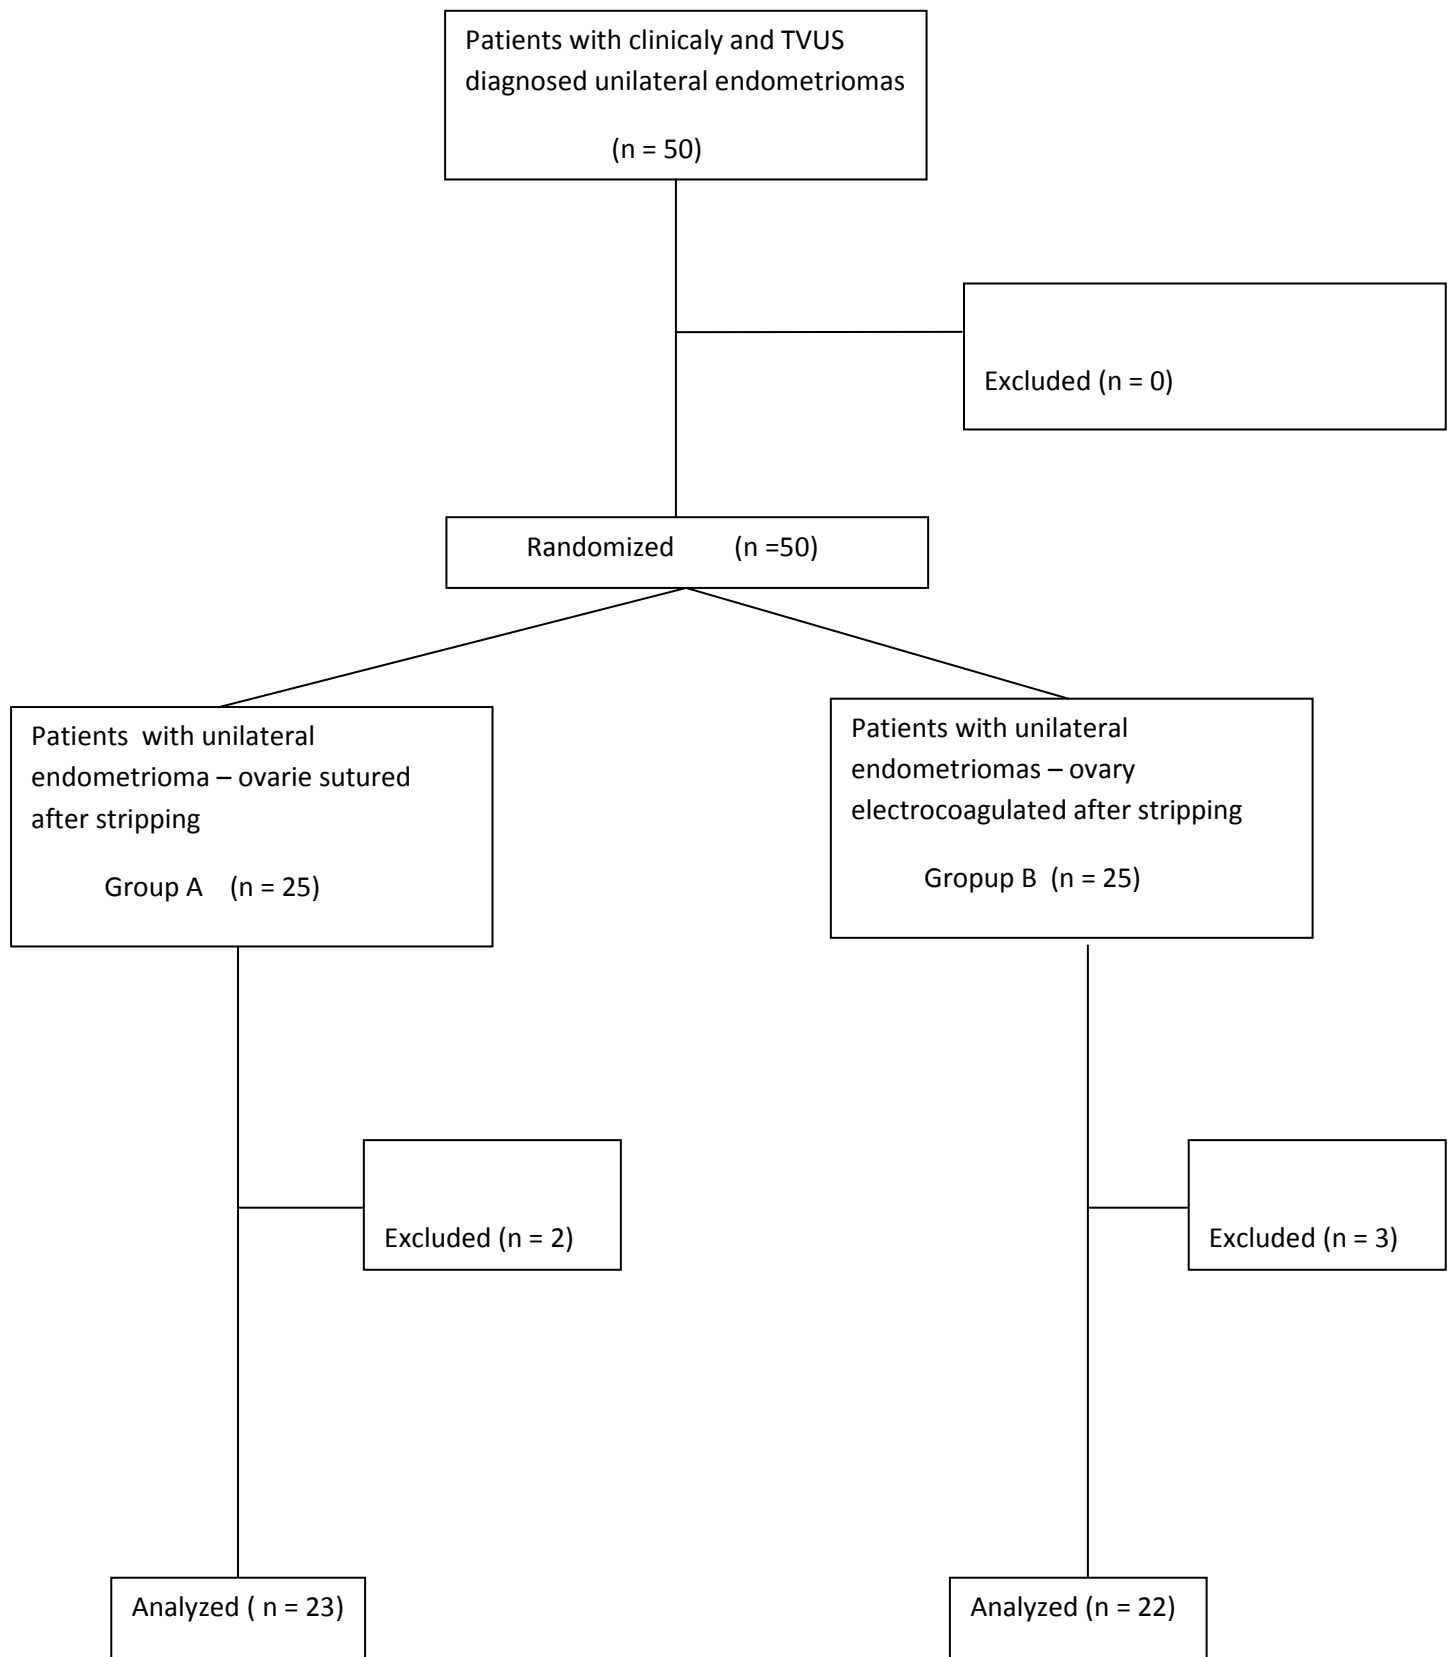 Patients with clinicaly and TVUS
diagnosed unilateral endometriomas
(n = 50)
Excluded (n = 0)
Randomized (n =50)
Patients with unilateral
endometrioma – ovarie sutured
after stripping
Group A (n = 25)
Patients with unilateral
endometriomas – ovary
electrocoagulated after stripping
Gropup B (n = 25)
Excluded (n = 2)
Excluded (n = 3)
Analyzed ( n = 23)
Analyzed (n = 22)